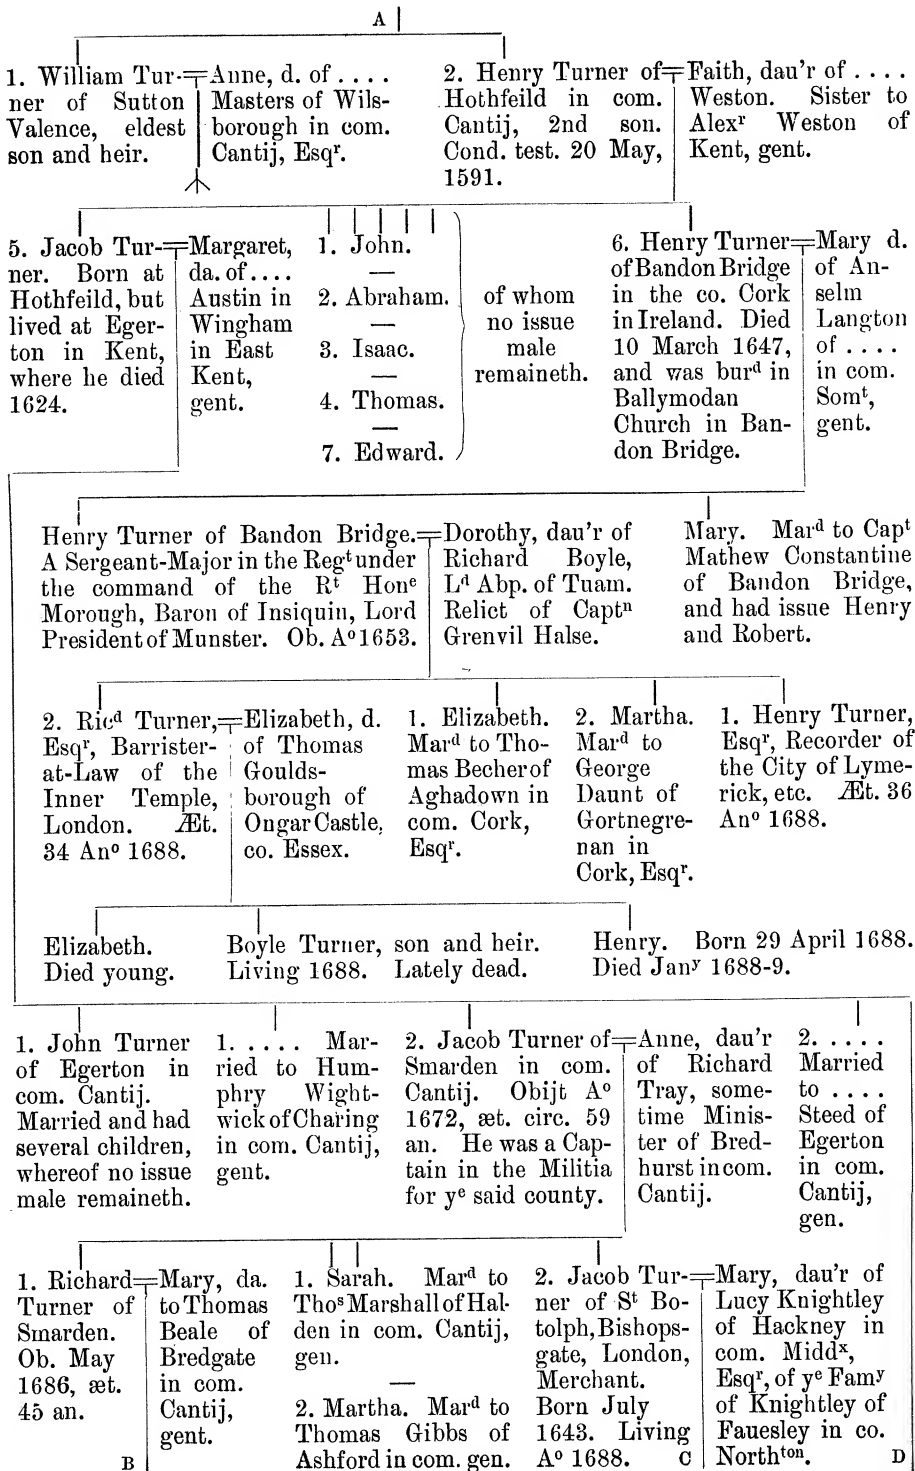 A
1. William Tur-
ner of Sutton
Valence, eldest
son and heir.
Anne, d. of . . . .
Masters of Wils-
borough in com.
Cantij, Esqʳ.
2. Henry Turner of
Hothfeild in com.
Cantij, 2nd son.
Cond. test. 20 May,
1591.
Faith, dau'r of . . . .
Weston. Sister to
Alexʳ Weston of
Kent, gent.
5. Jacob Tur-
ner. Born at
Hothfeild, but
lived at Eger-
ton in Kent,
where he died
1624.
Margaret,
da. of . . . .
Austin in
Wingham
in East
Kent,
gent.
1. John.
—
2. Abraham.
—
3. Isaac.
—
4. Thomas.
—
7. Edward.
of whom
no issue
male
remaineth.
6. Henry Turner
of Bandon Bridge
in the co. Cork
in Ireland. Died
10 March 1647,
and was burᵈ in
Ballymodan
Church in Ban-
don Bridge.
Mary d.
of An-
selm
Langton
of . . . .
in com.
Somᵗ,
gent.
Henry Turner of Bandon Bridge.
A Sergeant-Major in the Regᵗ under
the command of the Rᵗ Honᵉ
Morough, Baron of Insiquin, Lord
President of Munster. Ob. Aᵒ 1653.
Dorothy, dau'r of
Richard Boyle,
Lᵈ Abp. of Tuam.
Relict of Captⁿ
Grenvil Halse.
Mary. Marᵈ to Capᵗ
Mathew Constantine
of Bandon Bridge,
and had issue Henry
and Robert.
2. Ricᵈ Turner,
Esqʳ, Barrister-
at-Law of the
Inner Temple,
London. Æt.
34 Anᵒ 1688.
Elizabeth, d.
of Thomas
Goulds-
borough of
Ongar Castle,
co. Essex.
1. Elizabeth.
Marᵈ to Tho-
mas Becher of
Aghadown in
com. Cork,
Esqʳ.
2. Martha.
Marᵈ to
George
Daunt of
Gortnegre-
nan in
Cork, Esqʳ.
1. Henry Turner,
Esqʳ, Recorder of
the City of Lyme-
rick, etc. Æt. 36
Anᵒ 1688.
Elizabeth.
Died young.
Boyle Turner, son and heir.
Living 1688. Lately dead.
Henry. Born 29 April 1688.
Died Janʸ 1688-9.
1. John Turner
of Egerton in
com. Cantij.
Married and had
several children,
whereof no issue
male remaineth.
1. . . . . Mar-
ried to Hum-
phry Wight-
wick of Charing
in com. Cantij,
gent.
2. Jacob Turner of
Smarden in com.
Cantij. Obijt Aᵒ
1672, æt. circ. 59
an. He was a Cap-
tain in the Militia
for yᵉ said county.
Anne, dau'r
of Richard
Tray, some-
time Minis-
ter of Bred-
hurst in com.
Cantij.
2. . . . . .
Married
to . . . .
Steed of
Egerton
in com.
Cantij,
gen.
1. Richard
Turner of
Smarden.
Ob. May
1686, æt.
45 an.
B
Mary, da.
to Thomas
Beale of
Bredgate
in com.
Cantij,
gent.
1. Sarah. Marᵈ to
Thoˢ Marshall of Hal-
den in com. Cantij,
gen.
—
2. Martha. Marᵈ to
Thomas Gibbs of
Ashford in com. gen.
2. Jacob Tur-
ner of Sᵗ Bo-
tolph, Bishops-
gate, London,
Merchant.
Born July
1643. Living
Aᵒ 1688. C
Mary, dau'r of
Lucy Knightley
of Hackney in
com. Middˣ,
Esqʳ, of yᵉ Famʸ
of Knightley of
Fauesley in co.
Northᵗᵒⁿ. D